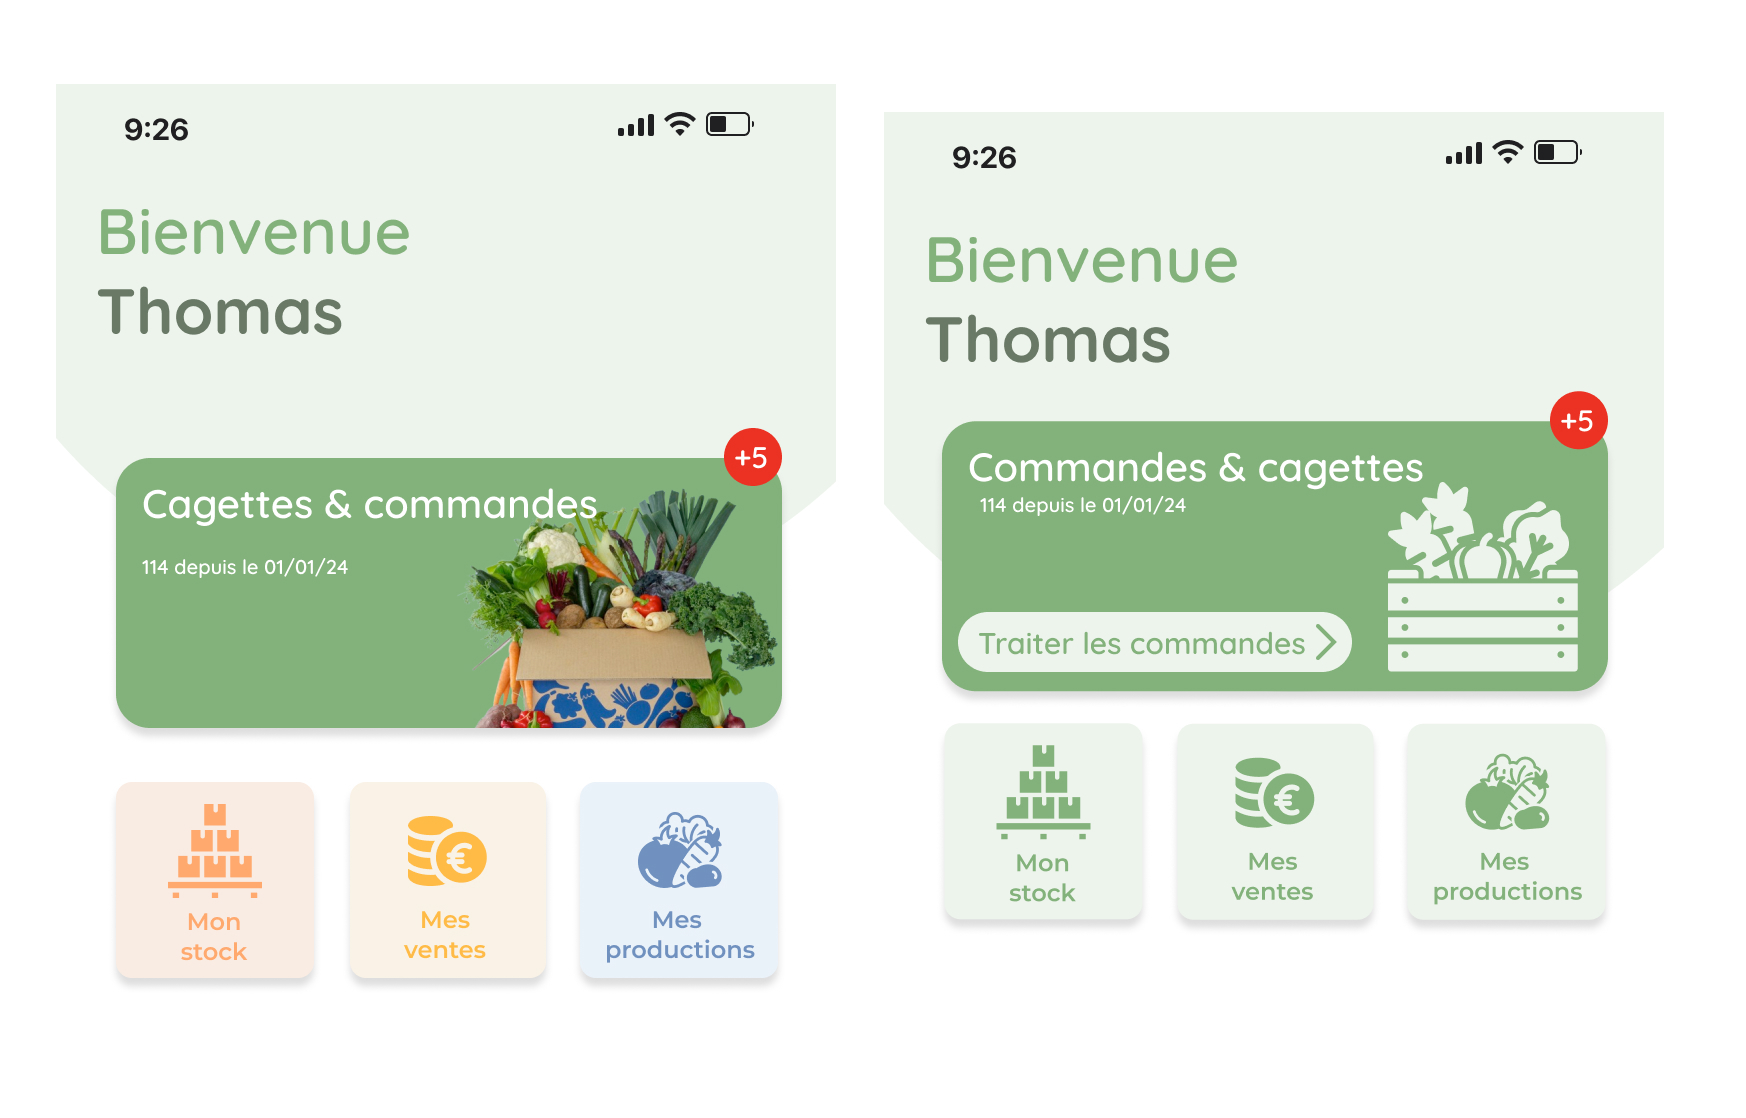 9:26
Bienvenue
Thomas
+5
Cagettes & commandes
114 depuis le 01/01/24
Mon
stock
€
Mes
ventes
Mes
productions
9:26
Bienvenue
Thomas
+5
Commandes & cagettes
114 depuis le 01/01/24
Traiter les commandes
Mon
stock
€
Mes
ventes
Mes
productions